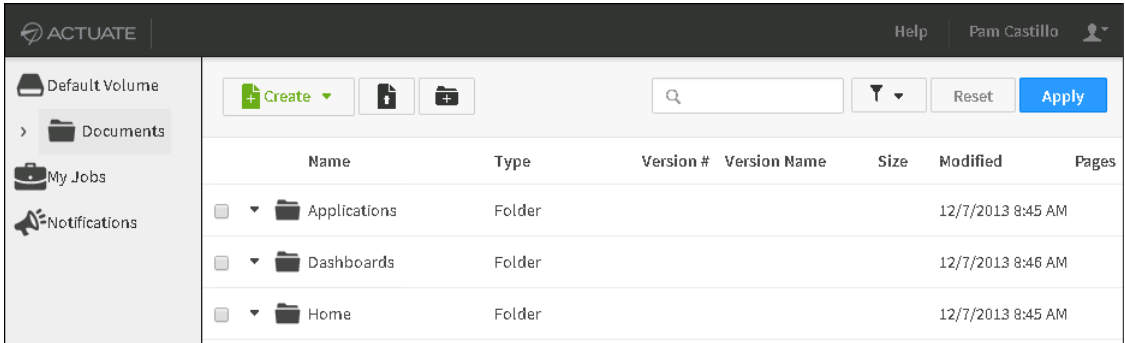 ACTUATE Help Pam Castillo
Default Volume
Documents
My Jobs
Notifications
Create Reset Apply
Name Type Version # Version Name Size Modified Pages
Applications Folder 12/7/2013 8:45 AM
Dashboards Folder 12/7/2013 8:46 AM
Home Folder 12/7/2013 8:45 AM